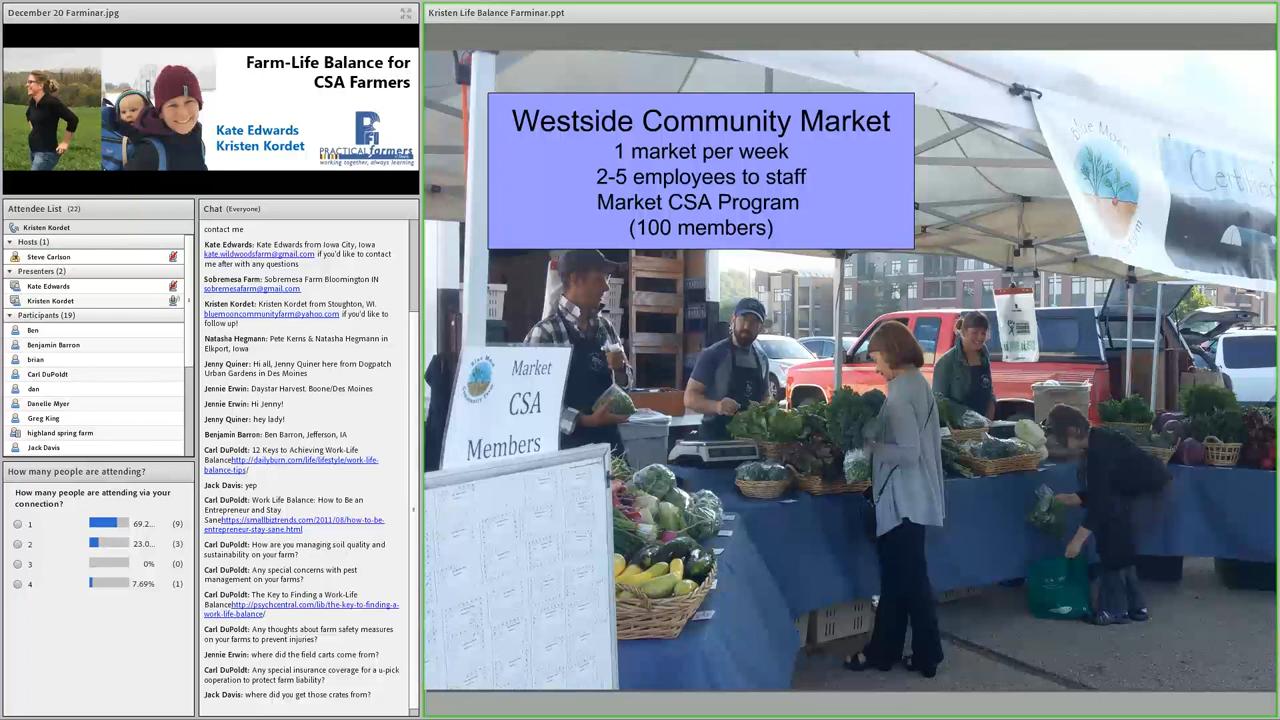 December 20 Farminar.jpg
Farm-Life Balance for
CSA Farmers
Kate Edwards
Kristen Kordet
PFI
PRACTICAL farmers
working together, always learning
Attendee List (22)
Kristen Kordet
Hosts (1)
Steve Carlson
Presenters (2)
Kate Edwards
Kristen Kordet
Participants (19)
Ben
Benjamin Barron
brian
Carl DuPoldt
dan
Danelle Myer
Greg King
highland spring farm
Jack Davis
How many people are attending?
How many people are attending via your
connection?
1 69.2... (9)
2 23.0... (3)
3 0% (0)
4 7.69% (1)
Chat (Everyone)
contact me
Kate Edwards: Kate Edwards from Iowa City, Iowa
kate.wildwoodsfarm@gmail.com if you'd like to contact
me after with any questions
Sobremesa Farm: Sobremesa Farm Bloomington IN
sobremesafarm@gmail.com
Kristen Kordet: Kristen Kordet from Stoughton, WI.
bluemooncommunityfarm@yahoo.com if you'd like to
follow up!
Natasha Hegmann: Pete Kerns & Natasha Hegmann in
Elkport, Iowa
Jenny Quiner: Hi all, Jenny Quiner here from Dogpatch
Urban Gardens in Des Moines
Jennie Erwin: Daystar Harvest. Boone/Des Moines
Jennie Erwin: Hi Jenny!
Jenny Quiner: hey lady!
Benjamin Barron: Ben Barron, Jefferson, IA
Carl DuPoldt: 12 Keys to Achieving Work-Life
Balancehttp://dailyburn.com/life/lifestyle/work-life-
balance-tips/
Jack Davis: yep
Carl DuPoldt: Work Life Balance: How to Be an
Entrepreneur and Stay
Sanehttps://smallbiztrends.com/2011/08/how-to-be-
entrepreneur-stay-sane.html
Carl DuPoldt: How are you managing soil quality and
sustainability on your farm?
Carl DuPoldt: Any special concerns with pest
management on your farms?
Carl DuPoldt: The Key to Finding a Work-Life
Balancehttp://psychcentral.com/lib/the-key-to-finding-a-
work-life-balance/
Carl DuPoldt: Any thoughts about farm safety measures
on your farms to prevent injuries?
Jennie Erwin: where did the field carts come from?
Carl DuPoldt: Any special insurance coverage for a u-pick
ooperation to protect farm liability?
Jack Davis: where did you get those crates from?
Kristen Life Balance Farminar.ppt
Westside Community Market
1 market per week
2-5 employees to staff
Market CSA Program
(100 members)
Blue Moon
Certified
Market
CSA
Members